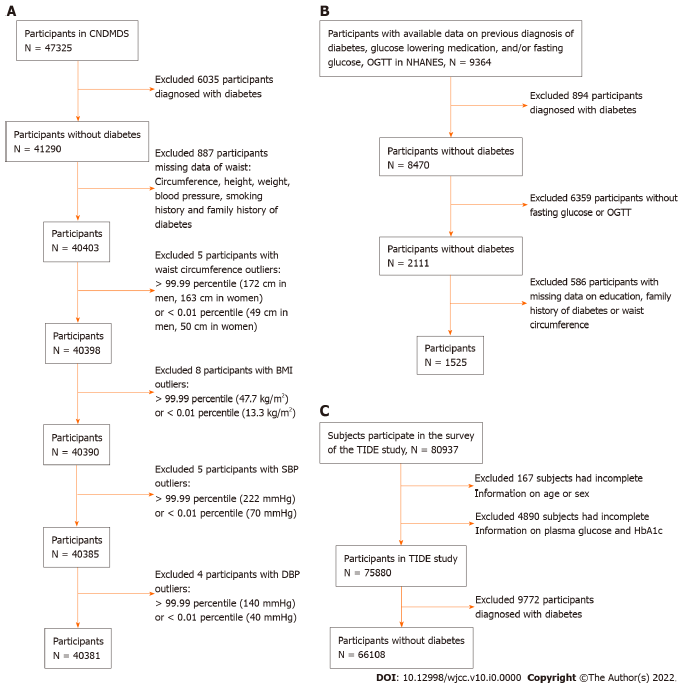 A
Participants in CNDMDS
N = 47325
Excluded 6035 participants
diagnosed with diabetes
Participants without diabetes
N = 41290
Excluded 887 participants
missing data of waist:
Circumference, height, weight,
blood pressure, smoking
history and family history of
diabetes
Participants
N = 40403
Excluded 5 participants with
waist circumference outliers:
> 99.99 percentile (172 cm in
men, 163 cm in women)
or < 0.01 percentile (49 cm in
men, 50 cm in women)
Participants
N = 40398
Excluded 8 participants with BMI
outliers:
> 99.99 percentile (47.7 kg/m²)
or < 0.01 percentile (13.3 kg/m²)
Participants
N = 40390
Excluded 5 participants with SBP
outliers:
> 99.99 percentile (222 mmHg)
or < 0.01 percentile (70 mmHg)
Participants
N = 40385
Excluded 4 participants with DBP
outliers:
> 99.99 percentile (140 mmHg)
or < 0.01 percentile (40 mmHg)
Participants
N = 40381
B
Participants with available data on previous diagnosis of
diabetes, glucose lowering medication, and/or fasting
glucose, OGTT in NHANES, N = 9364
Excluded 894 participants
diagnosed with diabetes
Participants without diabetes
N = 8470
Excluded 6359 participants without
fasting glucose or OGTT
Participants without diabetes
N = 2111
Excluded 586 participants with
missing data on education, family
history of diabetes or waist
circumference
Participants
N = 1525
C
Subjects participate in the survey
of the TIDE study, N = 80937
Excluded 167 subjects had incomplete
Information on age or sex
Excluded 4890 subjects had incomplete
Information on plasma glucose and HbA1c
Participants in TIDE study
N = 75880
Excluded 9772 participants
diagnosed with diabetes
Participants without diabetes
N = 66108
DOI: 10.12998/wjcc.v10.i0.0000 Copyright ©The Author(s) 2022.